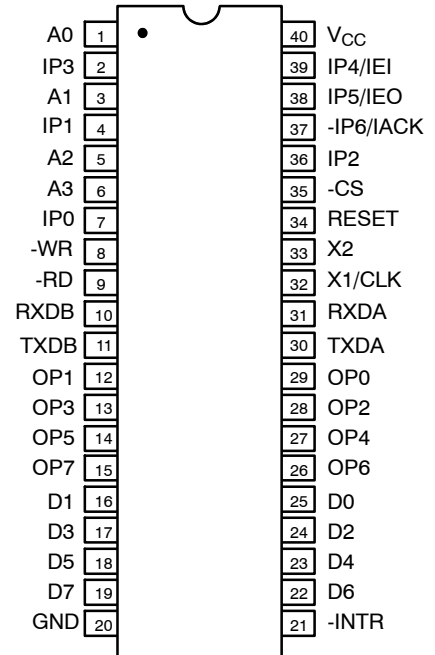 A0 1 40 VCC
IP3 2 39 IP4/IEI
A1 3 38 IP5/IEO
IP1 4 37 -IP6/IACK
A2 5 36 IP2
A3 6 35 -CS
IP0 7 34 RESET
-WR 8 33 X2
-RD 9 32 X1/CLK
RXDB 10 31 RXDA
TXDB 11 30 TXDA
OP1 12 29 OP0
OP3 13 28 OP2
OP5 14 27 OP4
OP7 15 26 OP6
D1 16 25 D0
D3 17 24 D2
D5 18 23 D4
D7 19 22 D6
GND 20 21 -INTR